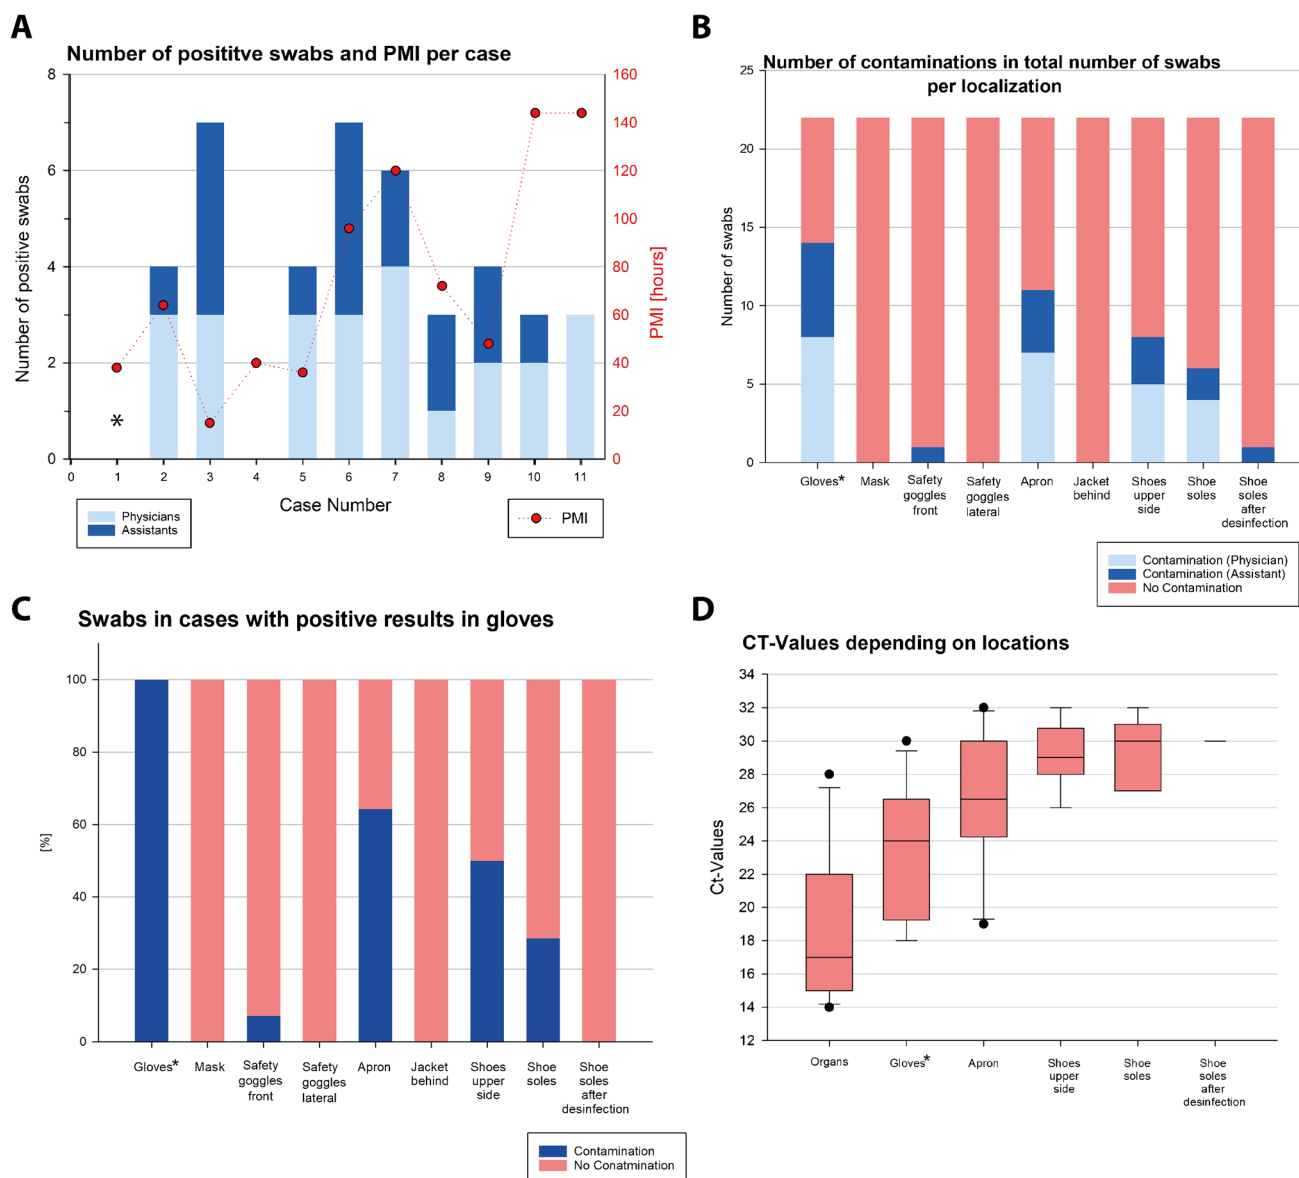 A
Number of posititve swabs and PMI per case
8
6
4
2
0
Number of positive swabs
160
140
120
100
80
60
40
20
0
PMI [hours]
*
0 1 2 3 4 5 6 7 8 9 10 11
Case Number
Physicians
Assistants
PMI
B
Number of contaminations in total number of swabs
per localization
25
20
15
10
5
0
Number of swabs
Gloves* Mask Safety goggles front Safety goggles lateral Apron Jacket behind Shoes upper side Shoe soles Shoe soles after desinfection
Contamination (Physician)
Contamination (Assistant)
No Contamination
C
Swabs in cases with positive results in gloves
100
80
60
40
20
0
[%]
Gloves* Mask Safety goggles front Safety goggles lateral Apron Jacket behind Shoes upper side Shoe soles Shoe soles after desinfection
Contamination
No Conatmination
D
CT-Values depending on locations
34
32
30
28
26
24
22
20
18
16
14
12
Ct-Values
Organs Gloves* Apron Shoes upper side Shoe soles Shoe soles after desinfection